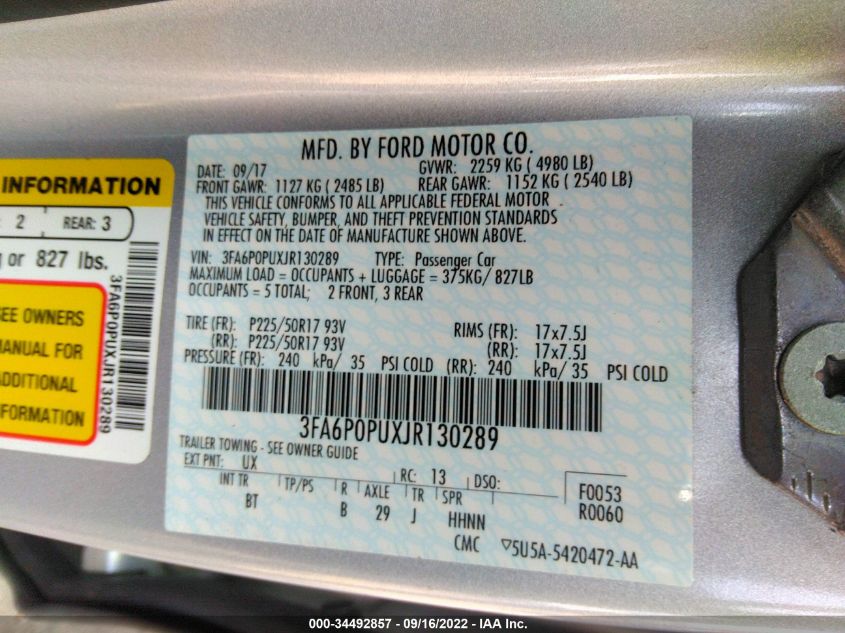 MFD. BY FORD MOTOR CO.
DATE: 09/17 GVWR: 2259 KG ( 4980 LB)
FRONT GAWR: 1127 KG ( 2485 LB) REAR GAWR: 1152 KG ( 2540 LB)
THIS VEHICLE CONFORMS TO ALL APPLICABLE FEDERAL MOTOR
VEHICLE SAFETY, BUMPER, AND THEFT PREVENTION STANDARDS
IN EFFECT ON THE DATE OF MANUFACTURE SHOWN ABOVE.
VIN: 3FA6P0PUXJR130289 TYPE: Passenger Car
MAXIMUM LOAD = OCCUPANTS + LUGGAGE = 375KG/ 827LB
OCCUPANTS = 5 TOTAL; 2 FRONT, 3 REAR
TIRE (FR): P225/50R17 93V RIMS (FR): 17x7.5J
(RR): P225/50R17 93V (RR): 17x7.5J
PRESSURE (FR): 240 kPa/ 35 PSI COLD (RR): 240 kPa/ 35 PSI COLD
3FA6P0PUXJR130289
TRAILER TOWING - SEE OWNER GUIDE
EXT PNT: UX RC: 13 DSO:
INT TR TP/PS R AXLE TR SPR
BT B 29 J HHNN
F0053
R0060
CMC ▽5U5A-5420472-AA
INFORMATION
: 2 REAR: 3
or 827 lbs.
SEE OWNERS
MANUAL FOR
ADDITIONAL
INFORMATION
3FA6P0PUXJR130289
000-34492857 - 09/16/2022 - IAA Inc.